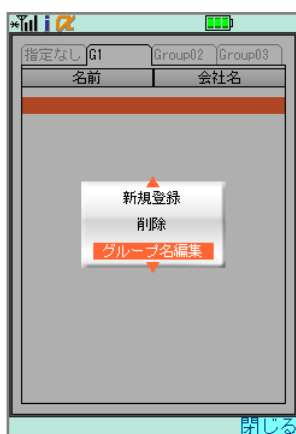 i α
指定なし G1 Group02 Group03
名前 会社名
新規登録
削除
グループ名編集
閉じる